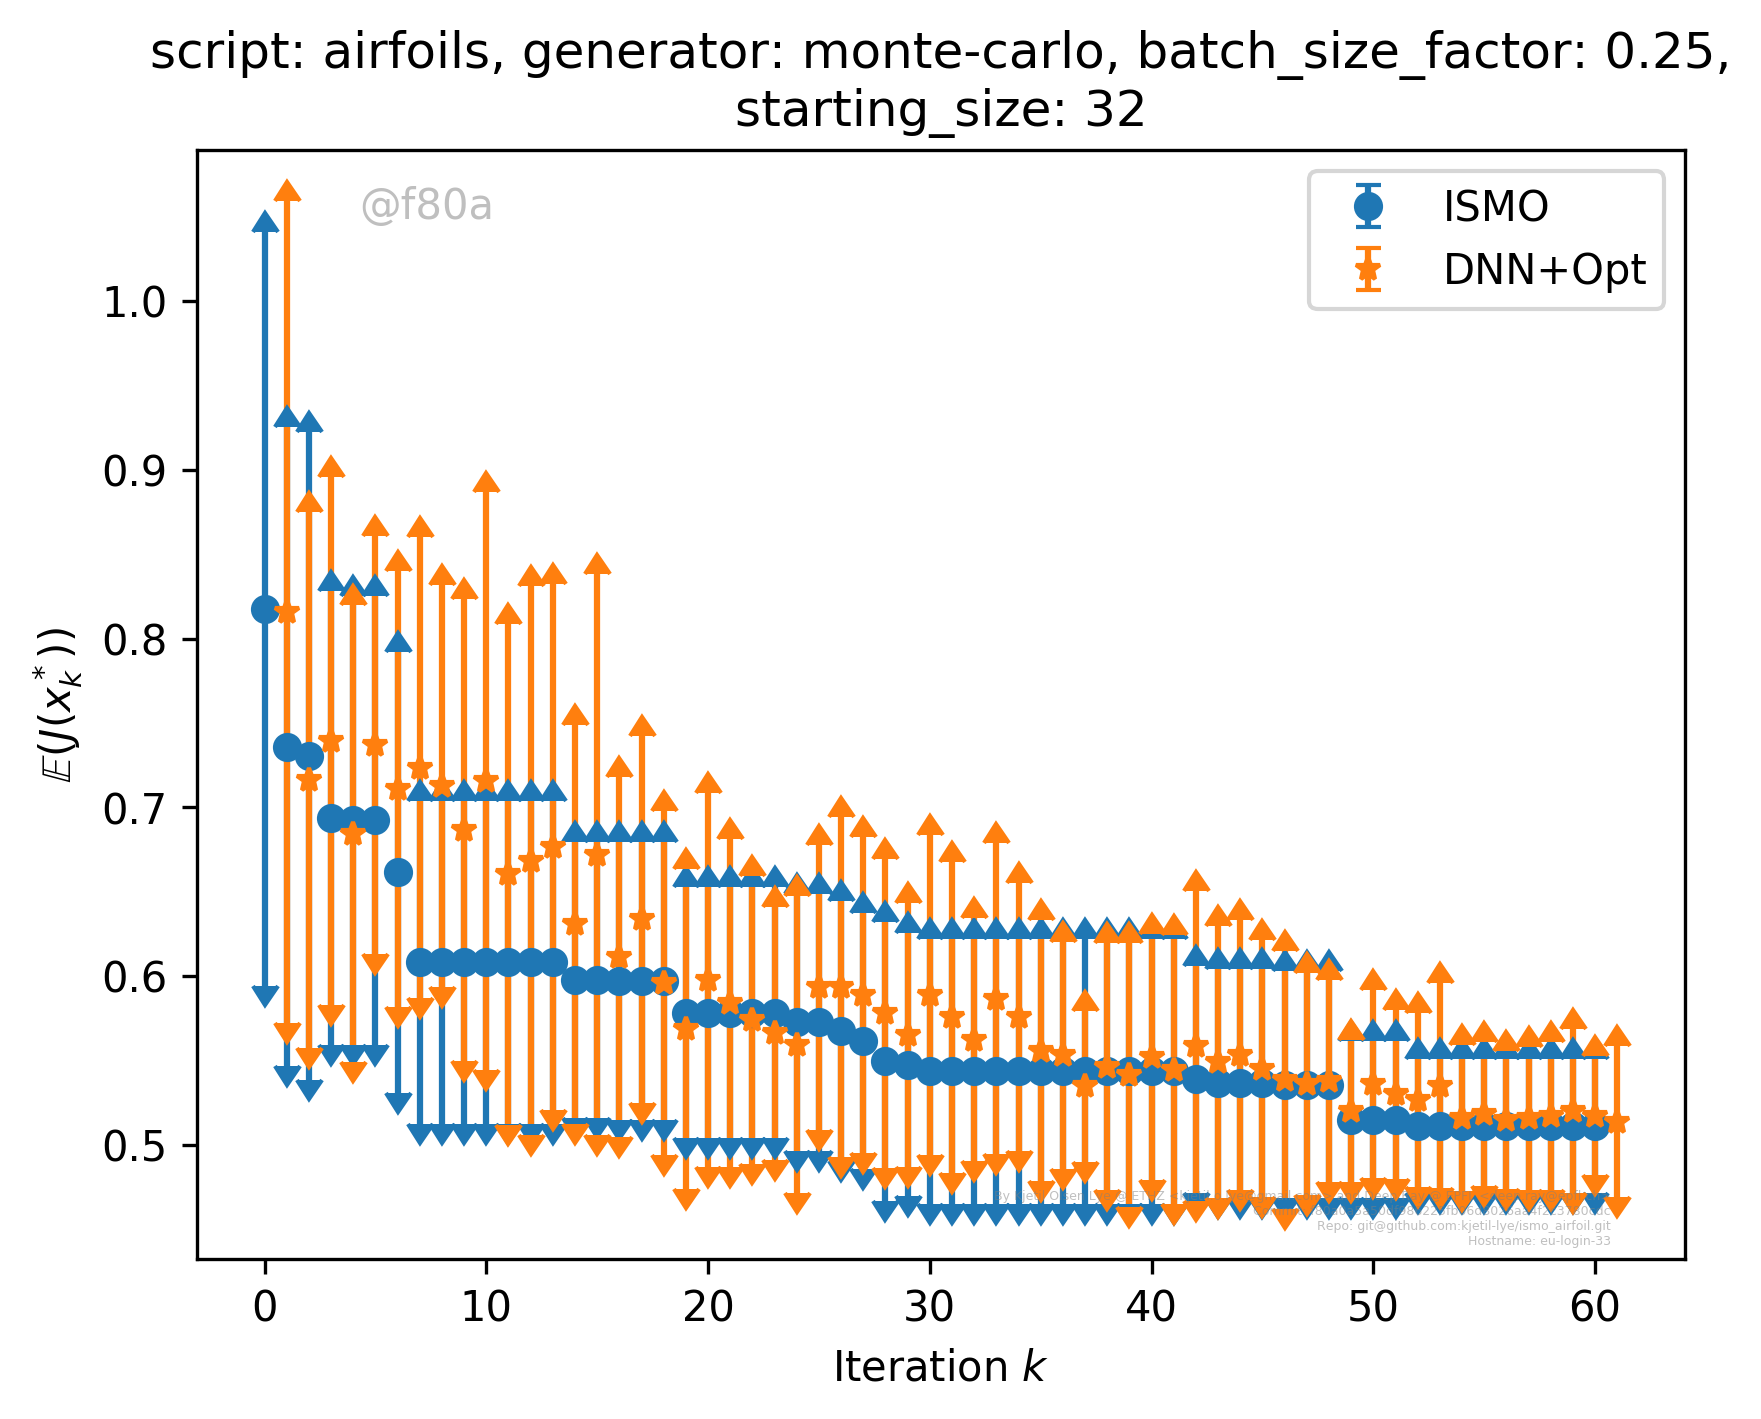 script: airfoils, generator: monte-carlo, batch_size_factor: 0.25,
starting_size: 32
@f80a
ISMO
DNN+Opt
1.0
0.9
0.8
0.7
0.6
0.5
𝔼(J(x*k))
0 10 20 30 40 50 60
Iteration k
Repo: git@github.com:kjetil-lye/ismo_airfoil.git
Hostname: eu-login-33